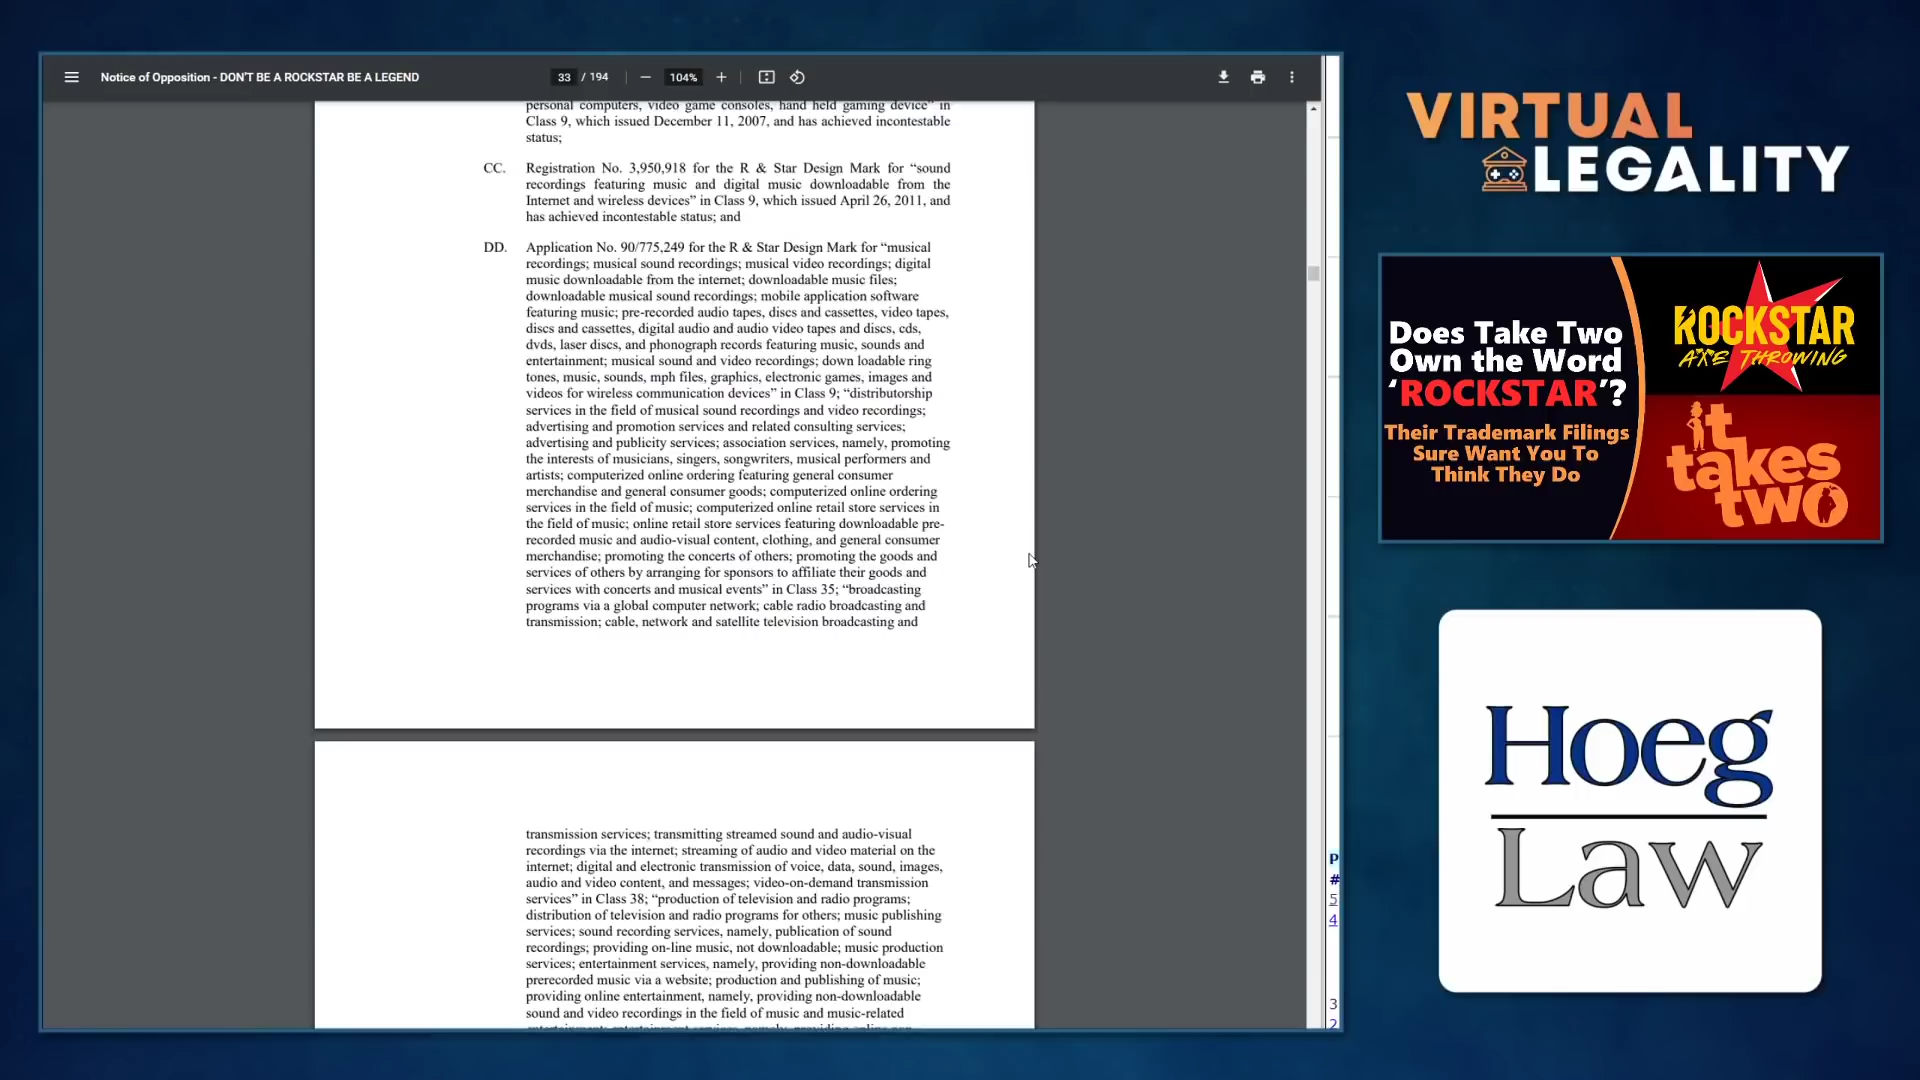 Notice of Opposition - DON'T BE A ROCKSTAR BE A LEGEND
33 / 194
104%
personal computers, video game consoles, hand held gaming device” in
Class 9, which issued December 11, 2007, and has achieved incontestable
status;
CC. Registration No. 3,950,918 for the R & Star Design Mark for “sound
recordings featuring music and digital music downloadable from the
Internet and wireless devices” in Class 9, which issued April 26, 2011, and
has achieved incontestable status; and
DD. Application No. 90/775,249 for the R & Star Design Mark for “musical
recordings; musical sound recordings; musical video recordings; digital
music downloadable from the internet; downloadable music files;
downloadable musical sound recordings; mobile application software
featuring music; pre-recorded audio tapes, discs and cassettes, video tapes,
discs and cassettes, digital audio and audio video tapes and discs, cds,
dvds, laser discs, and phonograph records featuring music, sounds and
entertainment; musical sound and video recordings; down loadable ring
tones, music, sounds, mph files, graphics, electronic games, images and
videos for wireless communication devices” in Class 9; “distributorship
services in the field of musical sound recordings and video recordings;
advertising and promotion services and related consulting services;
advertising and publicity services; association services, namely, promoting
the interests of musicians, singers, songwriters, musical performers and
artists; computerized online ordering featuring general consumer
merchandise and general consumer goods; computerized online ordering
services in the field of music; computerized online retail store services in
the field of music; online retail store services featuring downloadable pre-
recorded music and audio-visual content, clothing, and general consumer
merchandise; promoting the concerts of others; promoting the goods and
services of others by arranging for sponsors to affiliate their goods and
services with concerts and musical events” in Class 35; “broadcasting
programs via a global computer network; cable radio broadcasting and
transmission; cable, network and satellite television broadcasting and
transmission services; transmitting streamed sound and audio-visual
recordings via the internet; streaming of audio and video material on the
internet; digital and electronic transmission of voice, data, sound, images,
audio and video content, and messages; video-on-demand transmission
services” in Class 38; “production of television and radio programs;
distribution of television and radio programs for others; music publishing
services; sound recording services, namely, publication of sound
recordings; providing on-line music, not downloadable; music production
services; entertainment services, namely, providing non-downloadable
prerecorded music via a website; production and publishing of music;
providing online entertainment, namely, providing non-downloadable
sound and video recordings in the field of music and music-related
P
#
5
4
3
2
VIRTUAL
LEGALITY
Does Take Two
Own the Word
‘ROCKSTAR’?
Their Trademark Filings
Sure Want You To
Think They Do
ROCKSTAR
AXE THROWING
it
takes
two
Hoeg
Law